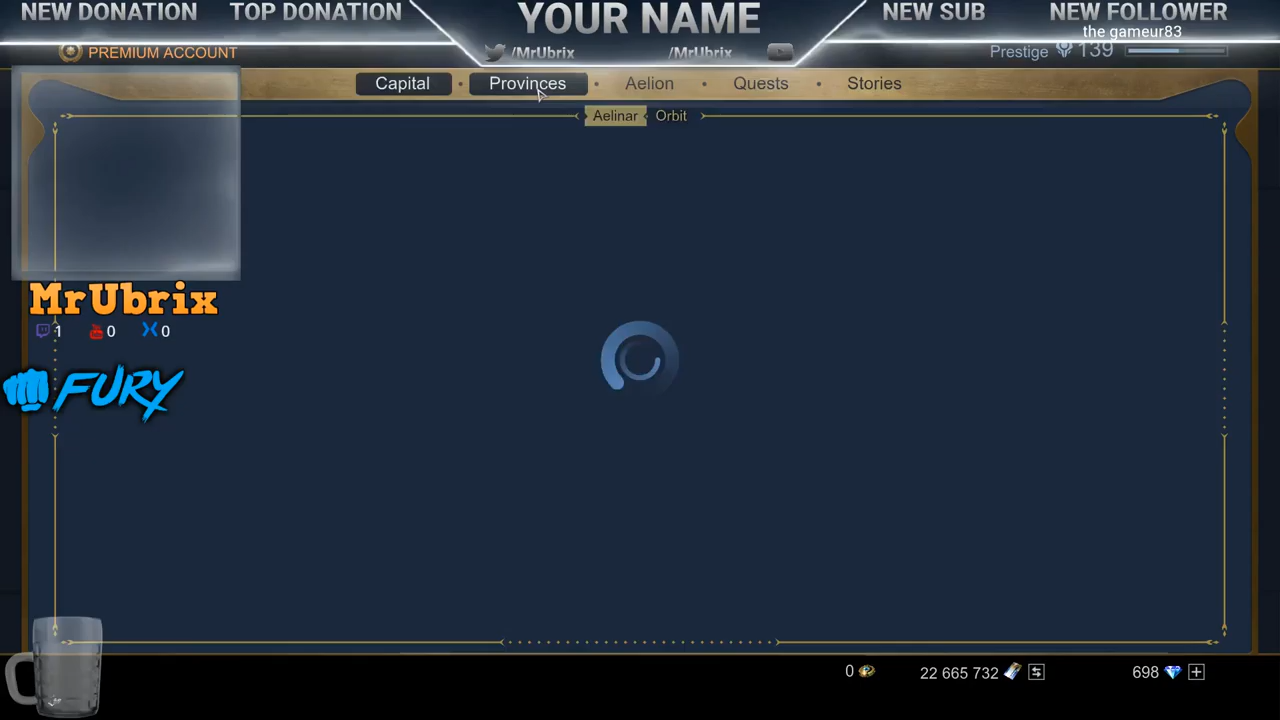 NEW DONATION
TOP DONATION
YOUR NAME
NEW SUB
NEW FOLLOWER
the gameur83
PREMIUM ACCOUNT
/MrUbrix
/MrUbrix
Prestige 139
Capital
Provinces
Aelion
Quests
Stories
Aelinar
Orbit
MrUbrix
1
0
0
FURY
0
22 665 732
698